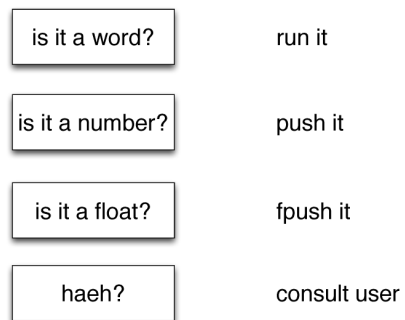 is it a word? run it
is it a number? push it
is it a float? fpush it
haeh? consult user